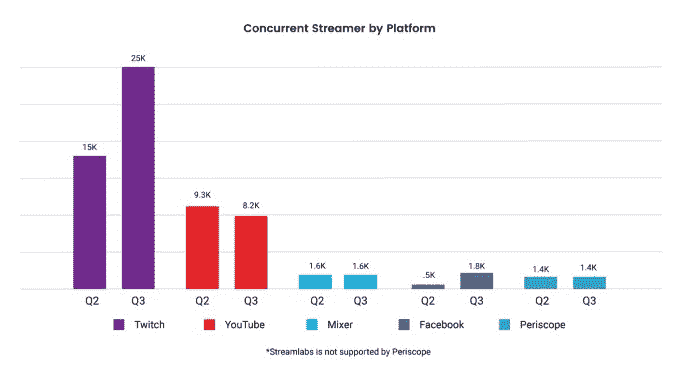 Concurrent Streamer by Platform
25K
15K
9.3K
8.2K
1.6K 1.6K .5K 1.8K 1.4K 1.4K
Q2 Q3 Q2 Q3 Q2 Q3 Q2 Q3 Q2 Q3
Twitch YouTube Mixer Facebook Periscope
*Streamlabs is not supported by Periscope